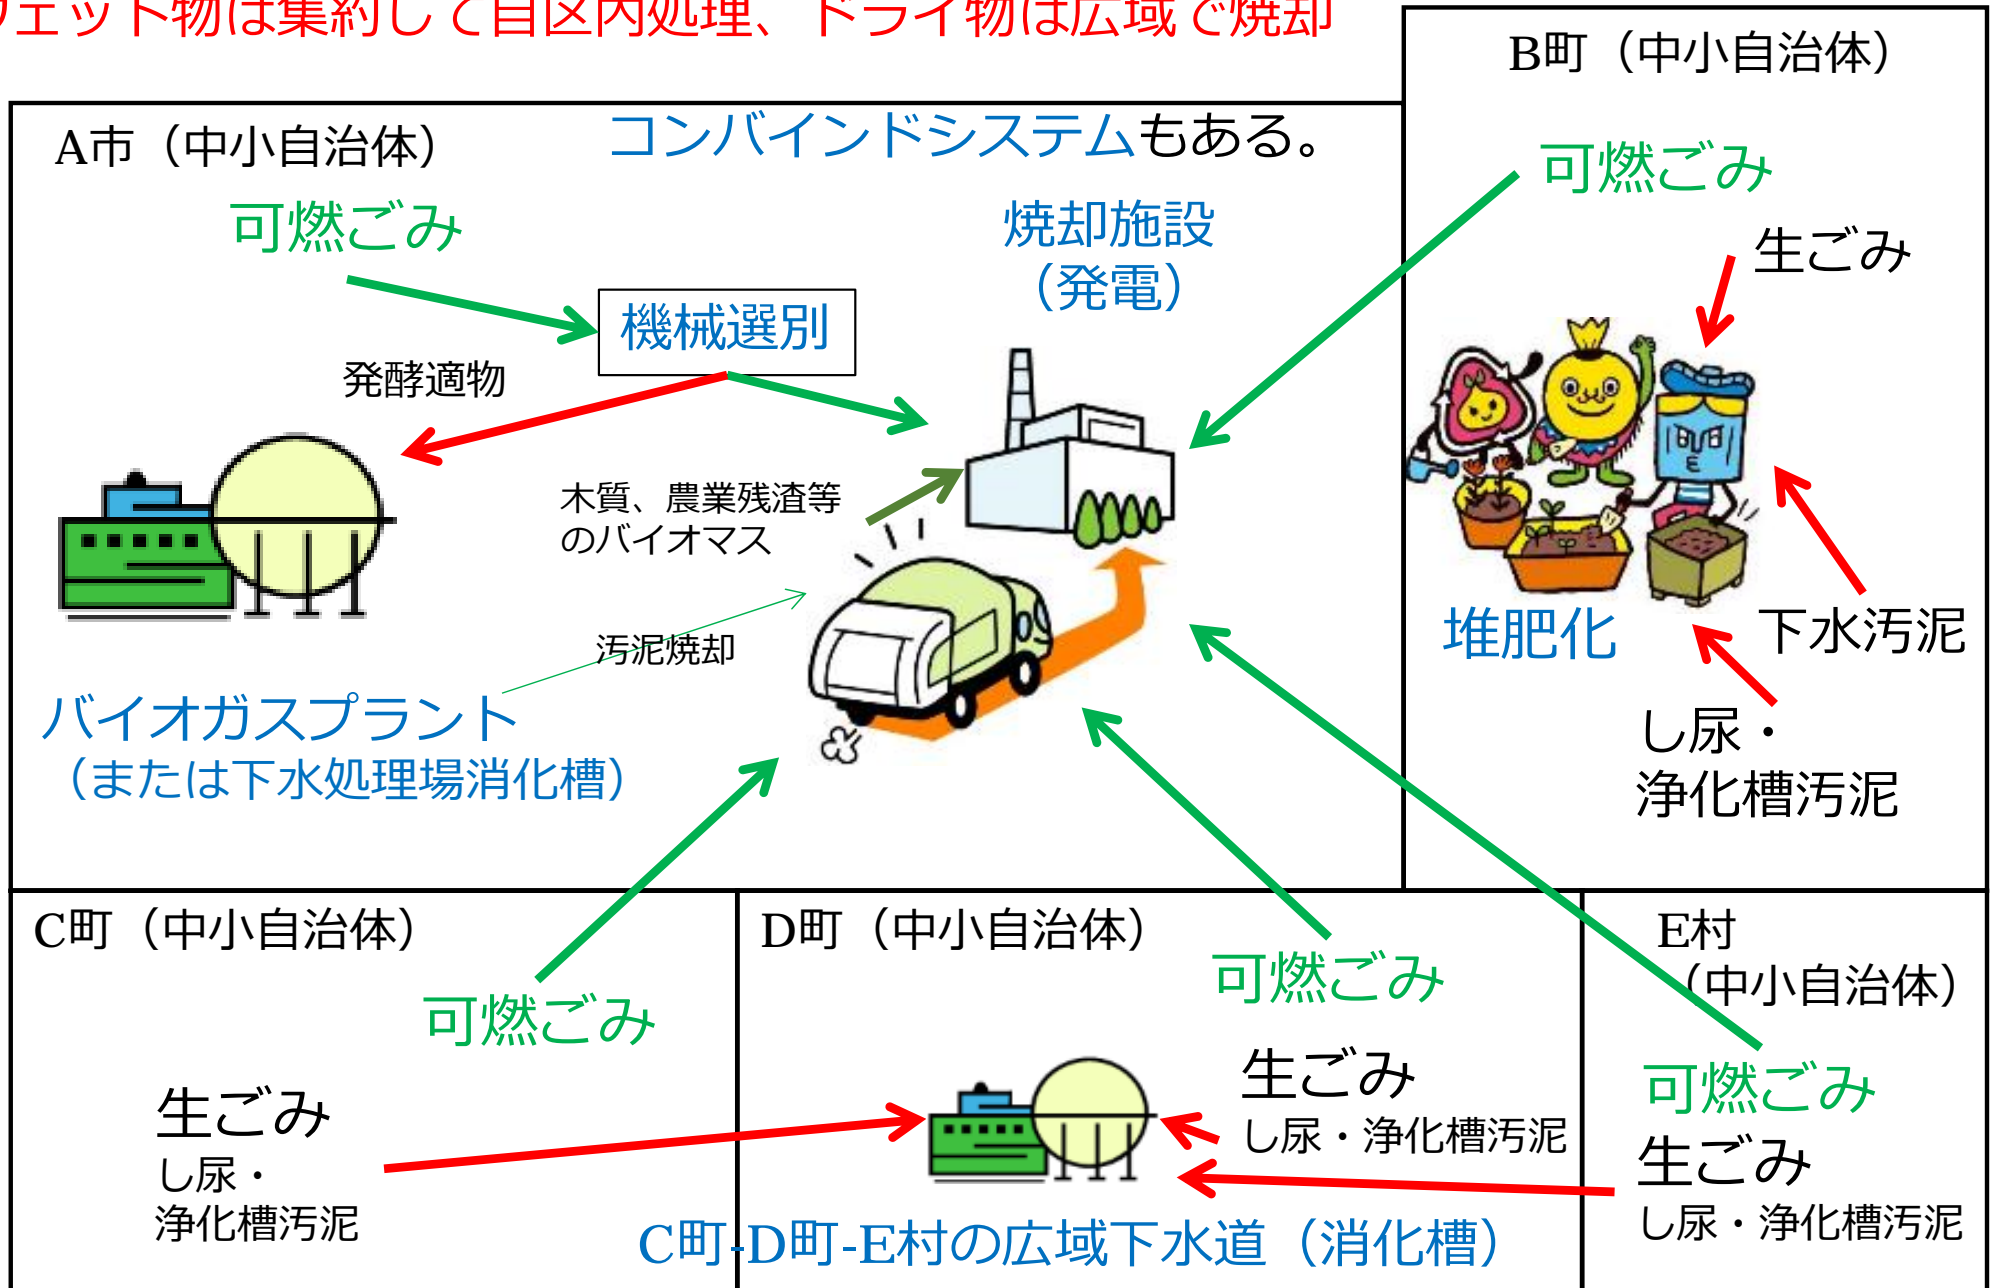 ウェット物は集約して自区内処理、ドライ物は広域で焼却
A市（中小自治体）
コンバインドシステムもある。
可燃ごみ
焼却施設
（発電）
機械選別
発酵適物
木質、農業残渣等
のバイオマス
汚泥焼却
バイオガスプラント
（または下水処理場消化槽）
B町（中小自治体）
可燃ごみ
生ごみ
堆肥化
下水汚泥
し尿・
浄化槽汚泥
C町（中小自治体）
可燃ごみ
生ごみ
し尿・
浄化槽汚泥
D町（中小自治体）
可燃ごみ
生ごみ
し尿・浄化槽汚泥
C町-D町-E村の広域下水道（消化槽）
E村
（中小自治体）
可燃ごみ
生ごみ
し尿・浄化槽汚泥